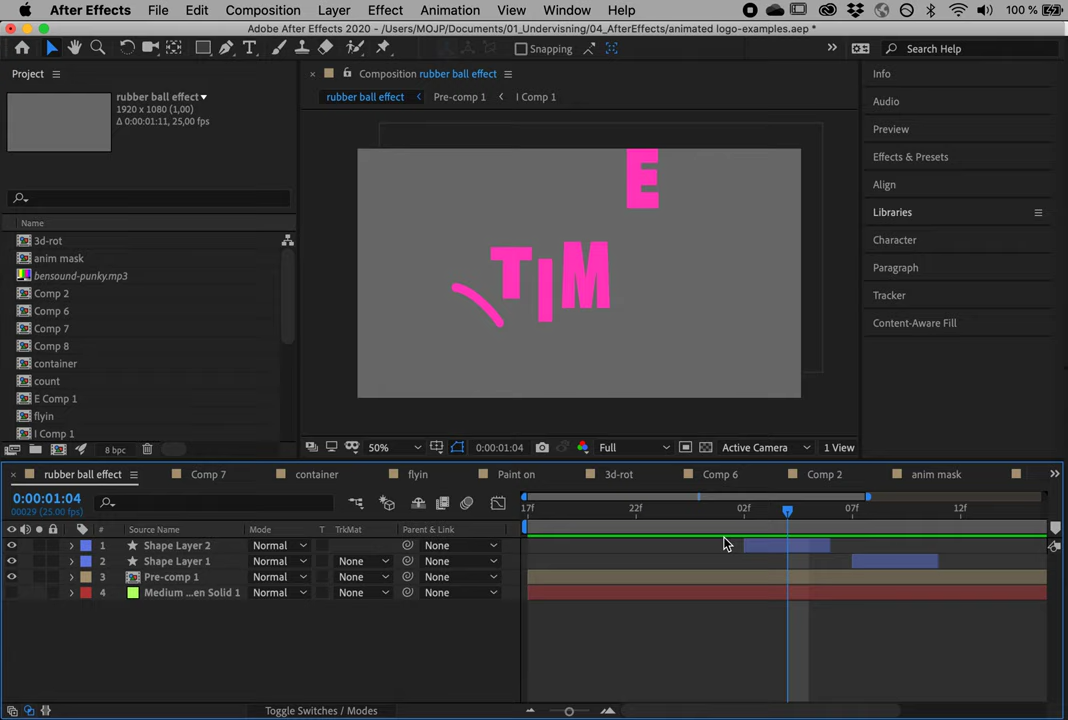 After Effects File Edit Composition Layer Effect Animation View Window Help 100 %
Adobe After Effects 2020 - /Users/MOJP/Documents/01_Undervisning/04_AfterEffects/animated logo-examples.aep *
Snapping
Search Help
Project
Composition rubber ball effect
Info
rubber ball effect
1920 x 1080 (1,00)
Δ 0:00:01:11, 25,00 fps
rubber ball effect Pre-comp 1 I Comp 1
Audio
Preview
Effects & Presets
Align
Libraries
Character
Paragraph
Tracker
Content-Aware Fill
Name
3d-rot
anim mask
bensound-punky.mp3
Comp 2
Comp 6
Comp 7
Comp 8
container
count
E Comp 1
flyin
I Comp 1
E
TIM
8 bpc
50% 0:00:01:04 Full Active Camera 1 View
rubber ball effect Comp 7 container flyin Paint on 3d-rot Comp 6 Comp 2 anim mask
0:00:01:04
00029 (25.00 fps)
17f 22f 02f 07f 12f
# Source Name Mode T TrkMat Parent & Link
1 Shape Layer 2 Normal None
2 Shape Layer 1 Normal None None
3 Pre-comp 1 Normal None None
4 Medium ...en Solid 1 Normal None None
Toggle Switches / Modes